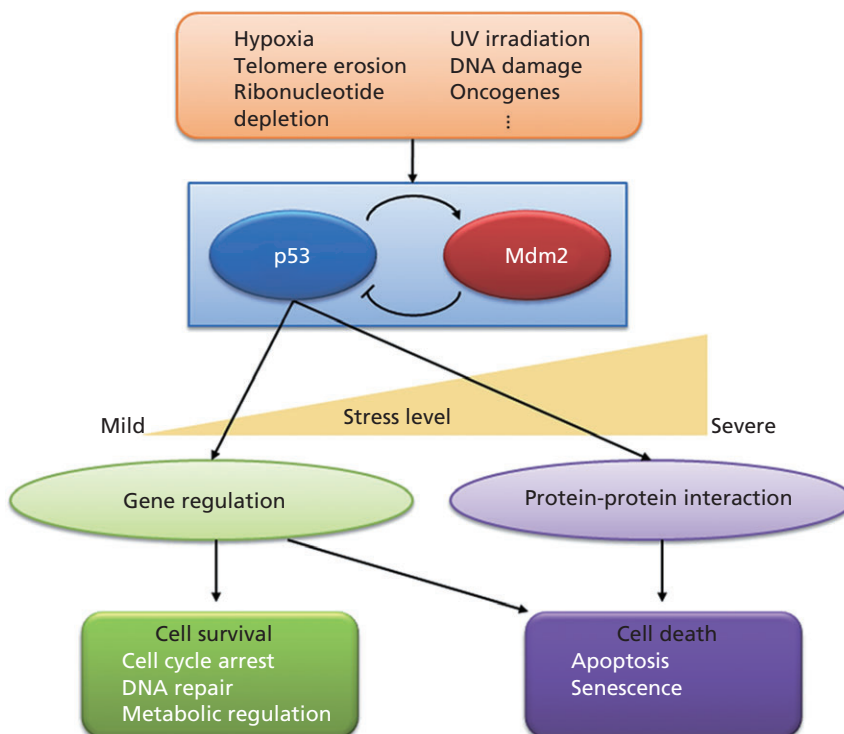 Hypoxia
Telomere erosion
Ribonucleotide
depletion
UV irradiation
DNA damage
Oncogenes
⋮
p53
Mdm2
Mild
Stress level
Severe
Gene regulation
Protein-protein interaction
Cell survival
Cell cycle arrest
DNA repair
Metabolic regulation
Cell death
Apoptosis
Senescence